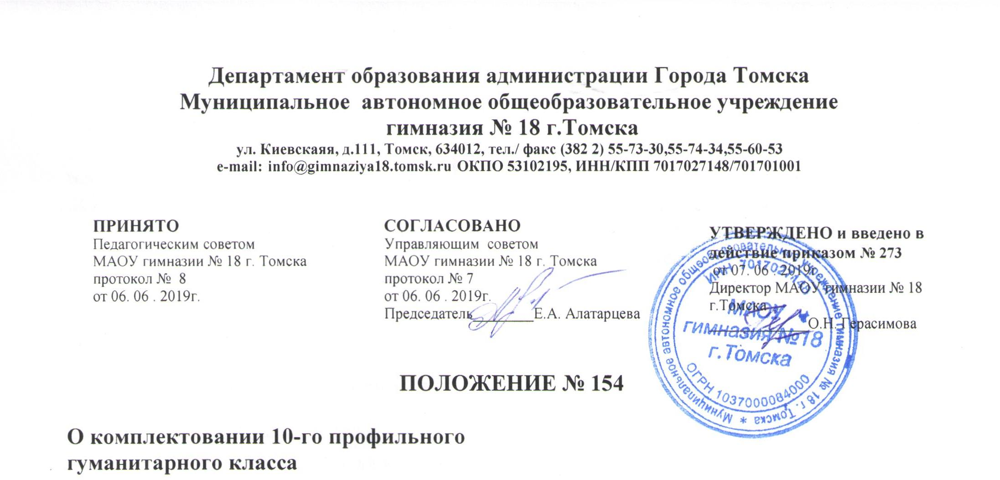 Департамент образования администрации Города Томска
Муниципальное  автономное общеобразовательное учреждение
гимназия № 18 г.Томска
ул. Киевскаяя, д.111, Томск, 634012, тел./ факс (382 2) 55-73-30,55-74-34,55-60-53
e-mail: info@gimnaziya18.tomsk.ru ОКПО 53102195, ИНН/КПП 7017027148/701701001
ПРИНЯТО
Педагогическим советом
МАОУ гимназии № 18 г. Томска
протокол №  8
от 06. 06 . 2019г.
СОГЛАСОВАНО
Управляющим  советом
МАОУ гимназии № 18 г. Томска
протокол № 7
от 06. 06 . 2019г.
Председатель________Е.А. Алатарцева
УТВЕРЖДЕНО и введено в
действие приказом № 273
от 07. 06 . 2019г
Директор МАОУ гимназии № 18
г.Томска
_____________О.Н. Герасимова
Муниципальное автономное общеобразовательное учреждение гимназия № 18 г. Томска *
ИНН 7017027148
МАОУ
гимназия №18
г.Томска
ОГРН 1037000084000
ПОЛОЖЕНИЕ № 154
О комплектовании 10-го профильного
гуманитарного класса